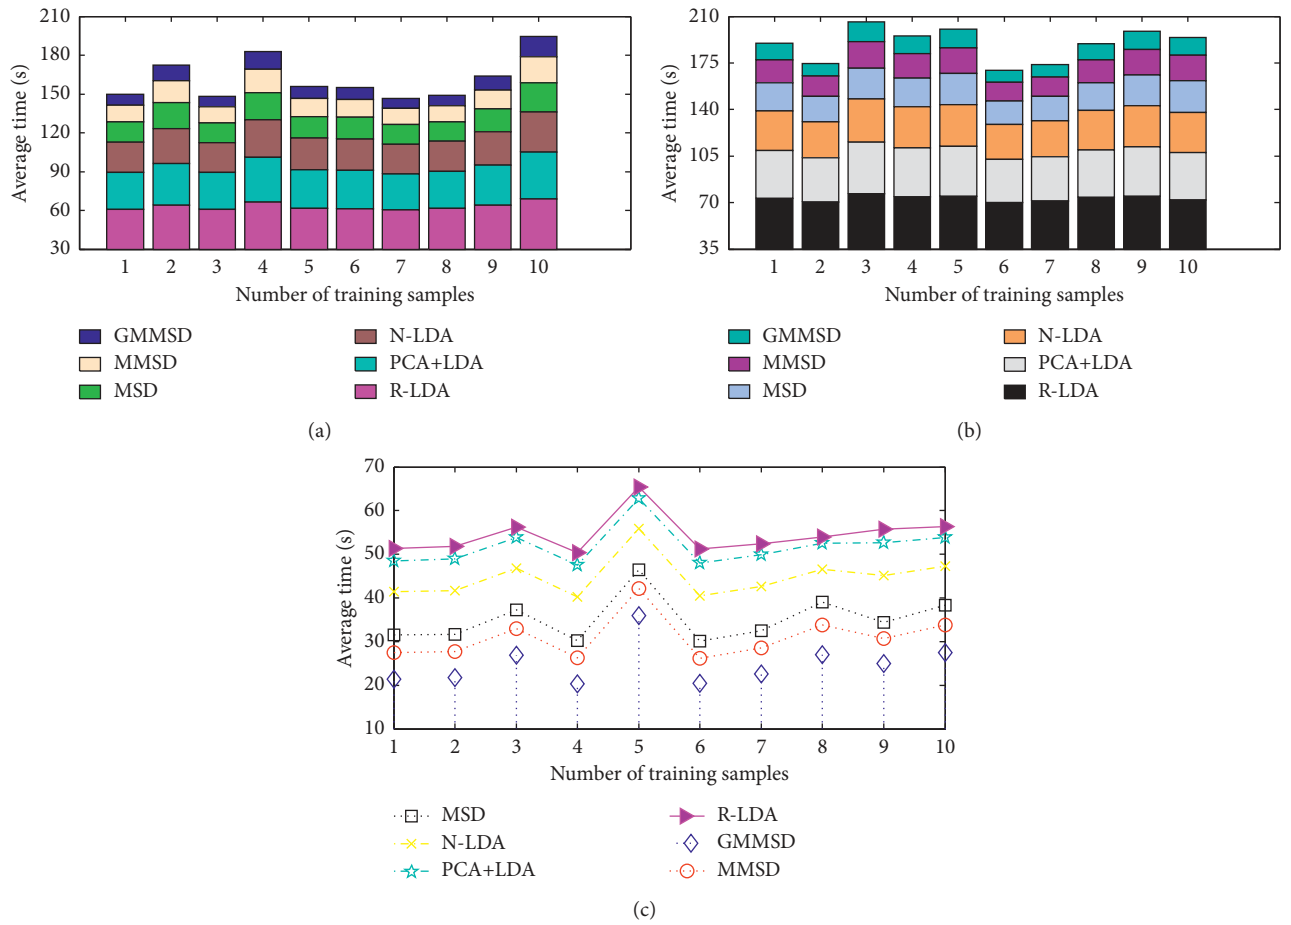 210
180
150
120
90
60
30
Average time (s)
1 2 3 4 5 6 7 8 9 10
Number of training samples
GMMSD N-LDA
MMSD PCA+LDA
MSD R-LDA
(a)
210
175
140
105
70
35
Average time (s)
1 2 3 4 5 6 7 8 9 10
Number of training samples
GMMSD N-LDA
MMSD PCA+LDA
MSD R-LDA
(b)
70
60
50
40
30
20
10
Average time (s)
1 2 3 4 5 6 7 8 9 10
Number of training samples
MSD R-LDA
N-LDA GMMSD
PCA+LDA MMSD
(c)